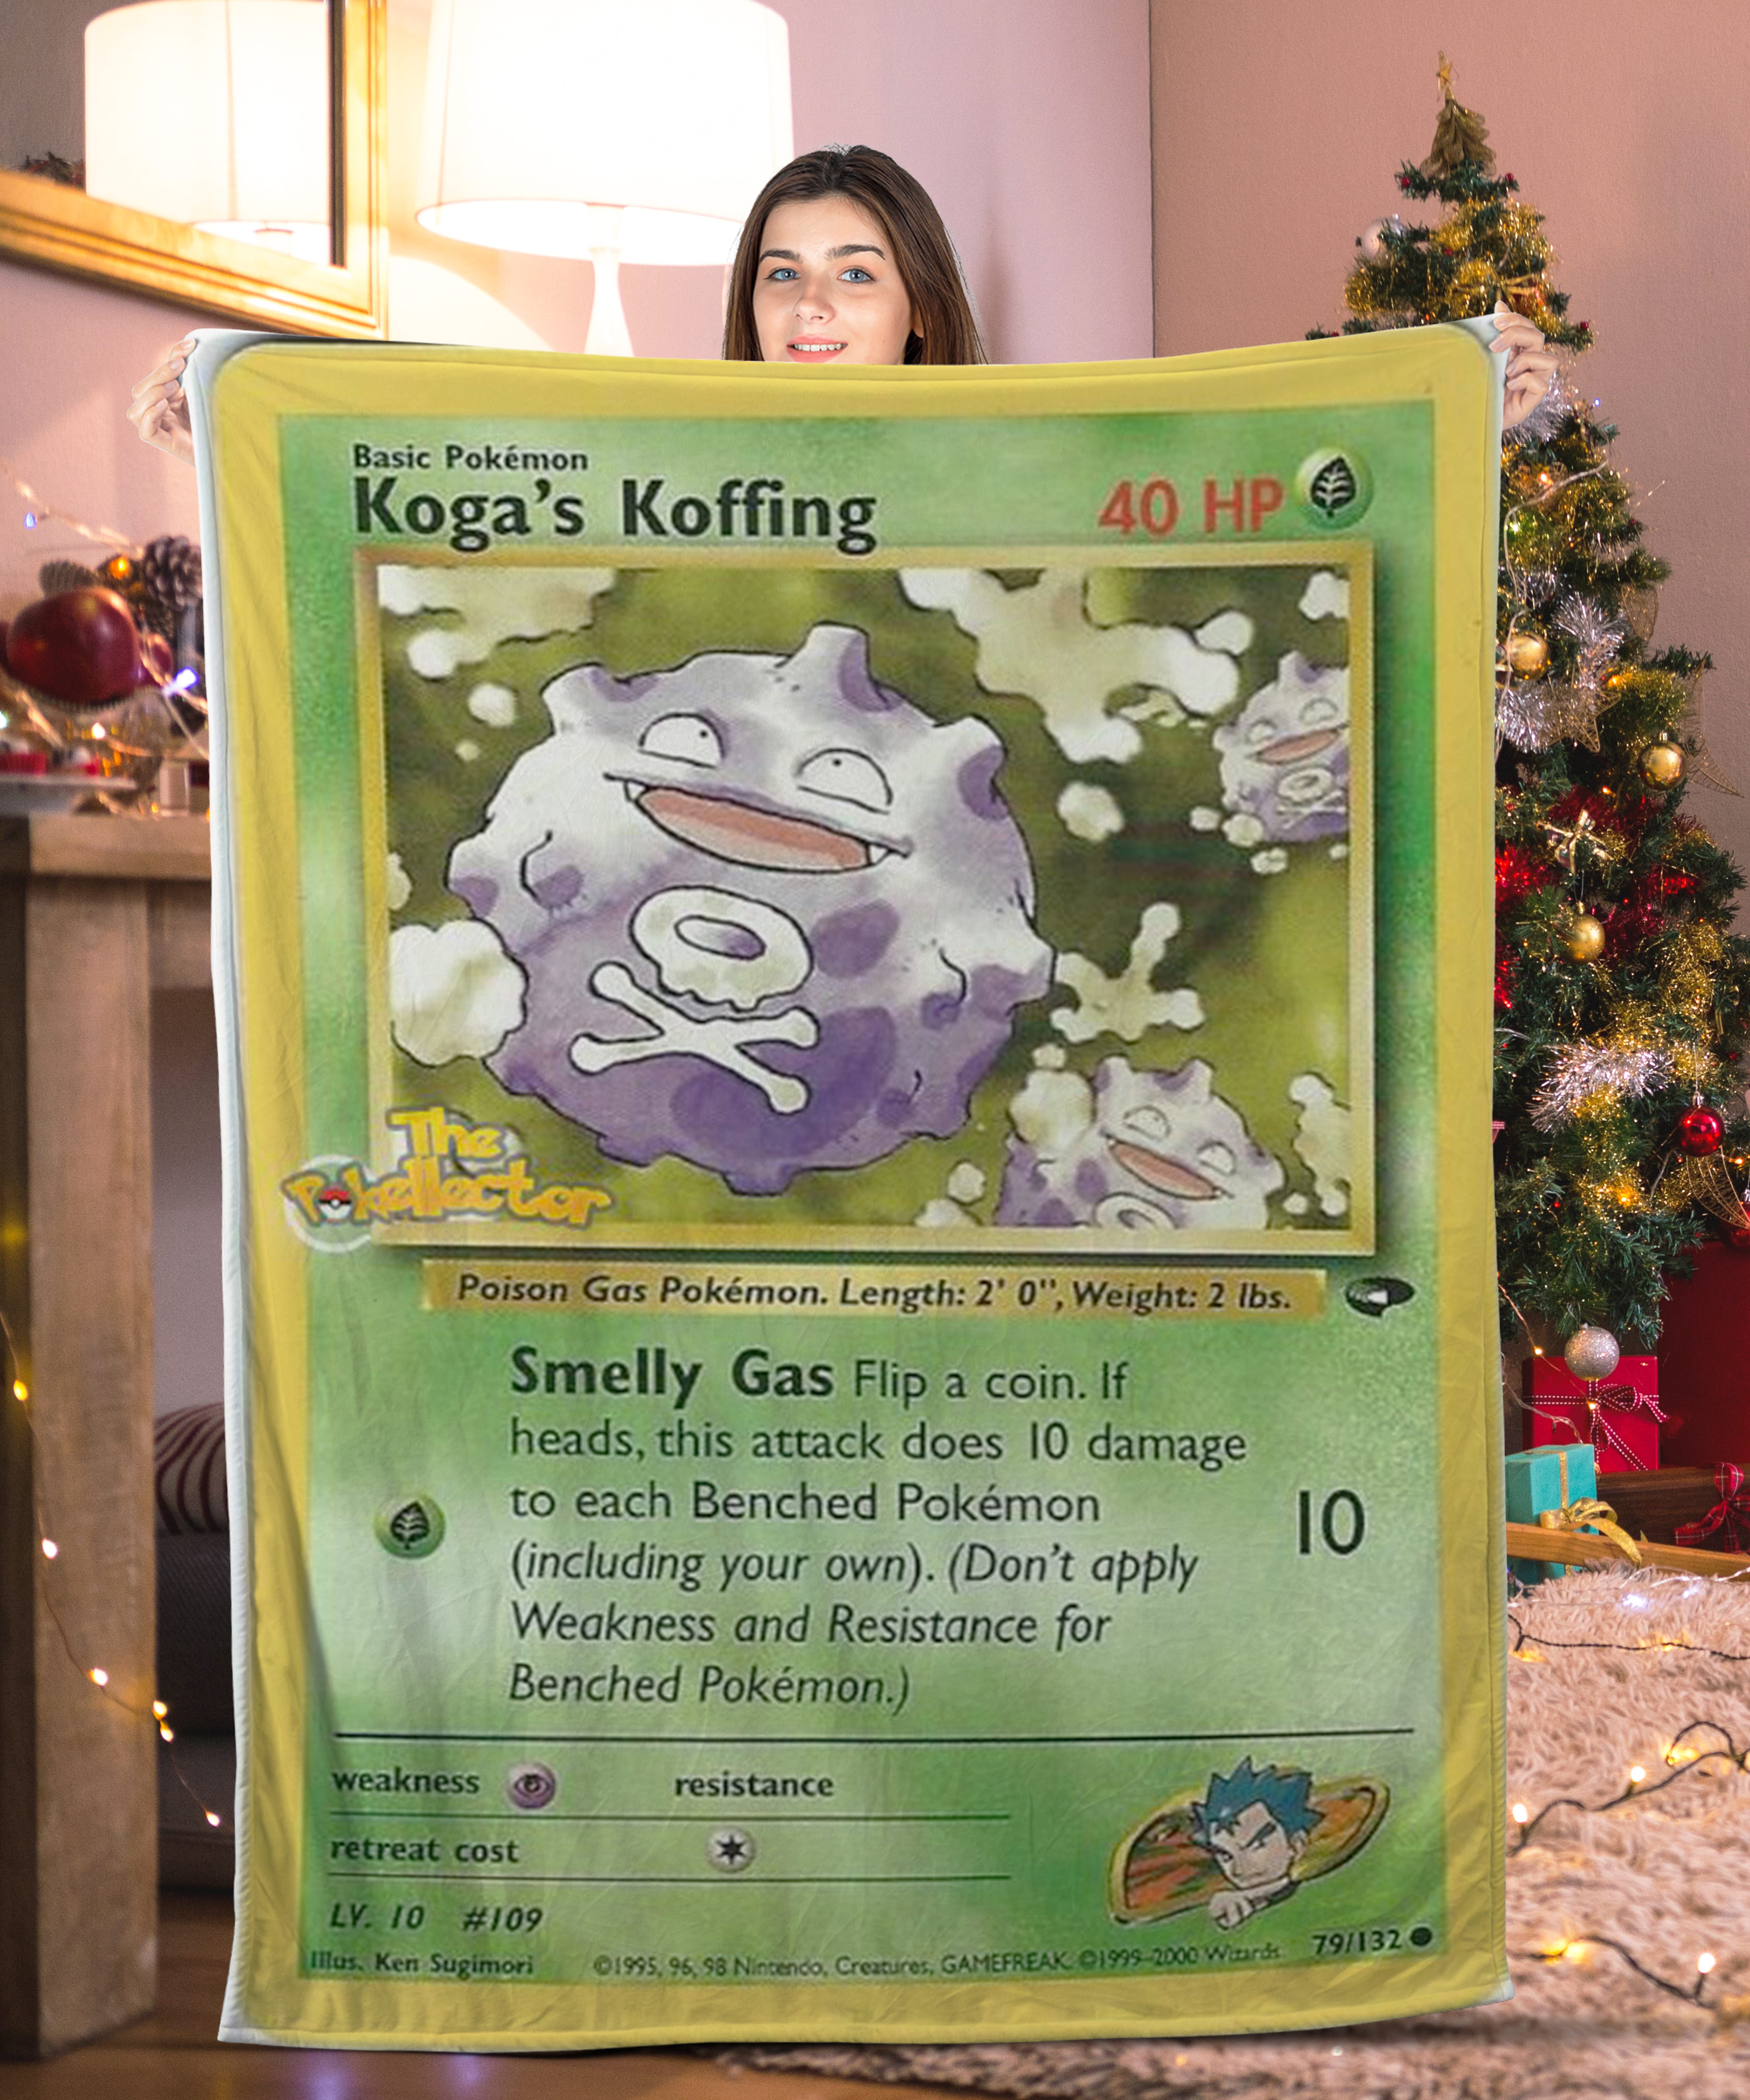 Basic Pokémon
Koga's Koffing 40 HP
The
Pokellector
Poison Gas Pokémon. Length: 2' 0", Weight: 2 lbs.
Smelly Gas Flip a coin. If
heads, this attack does 10 damage
to each Benched Pokémon
(including your own). (Don't apply
Weakness and Resistance for
Benched Pokémon.)
10
weakness resistance
retreat cost
LV. 10 #109
Illus. Ken Sugimori ©1995, 96, 98 Nintendo, Creatures, GAMEFREAK. ©1999-2000 Wizards. 79/132